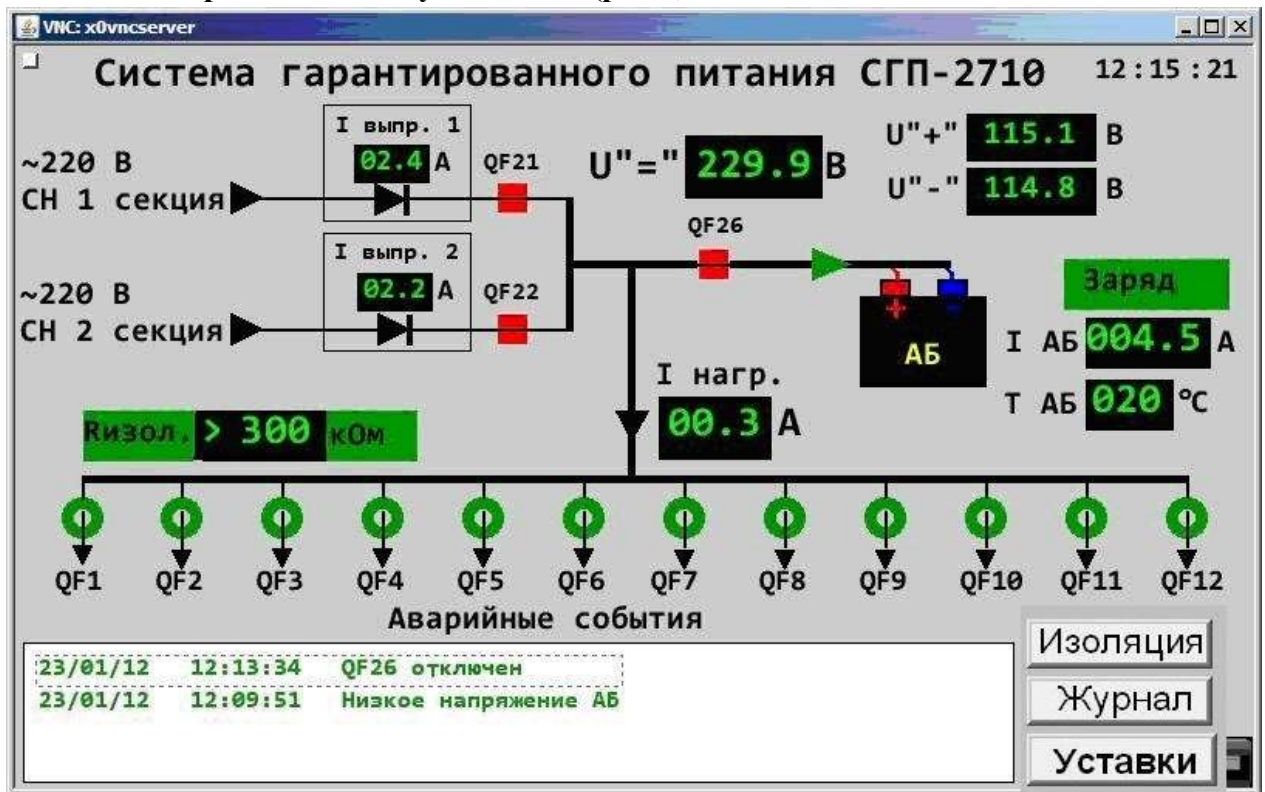 VNC: x0vncserver
Система гарантированного питания СГП-2710
12:15:21
I выпр. 1
02.4 А
QF21
~220 В
СН 1 секция
U"=" 229.9 В
U"+" 115.1 В
U"-" 114.8 В
I выпр. 2
02.2 А
QF22
~220 В
СН 2 секция
QF26
Заряд
+
-
АБ
I АБ 004.5 А
Т АБ 020 °С
I нагр.
00.3 А
Rизол. > 300 кОм
QF1 QF2 QF3 QF4 QF5 QF6 QF7 QF8 QF9 QF10 QF11 QF12
Аварийные события
23/01/12 12:13:34 QF26 отключен
23/01/12 12:09:51 Низкое напряжение АБ
Изоляция
Журнал
Уставки